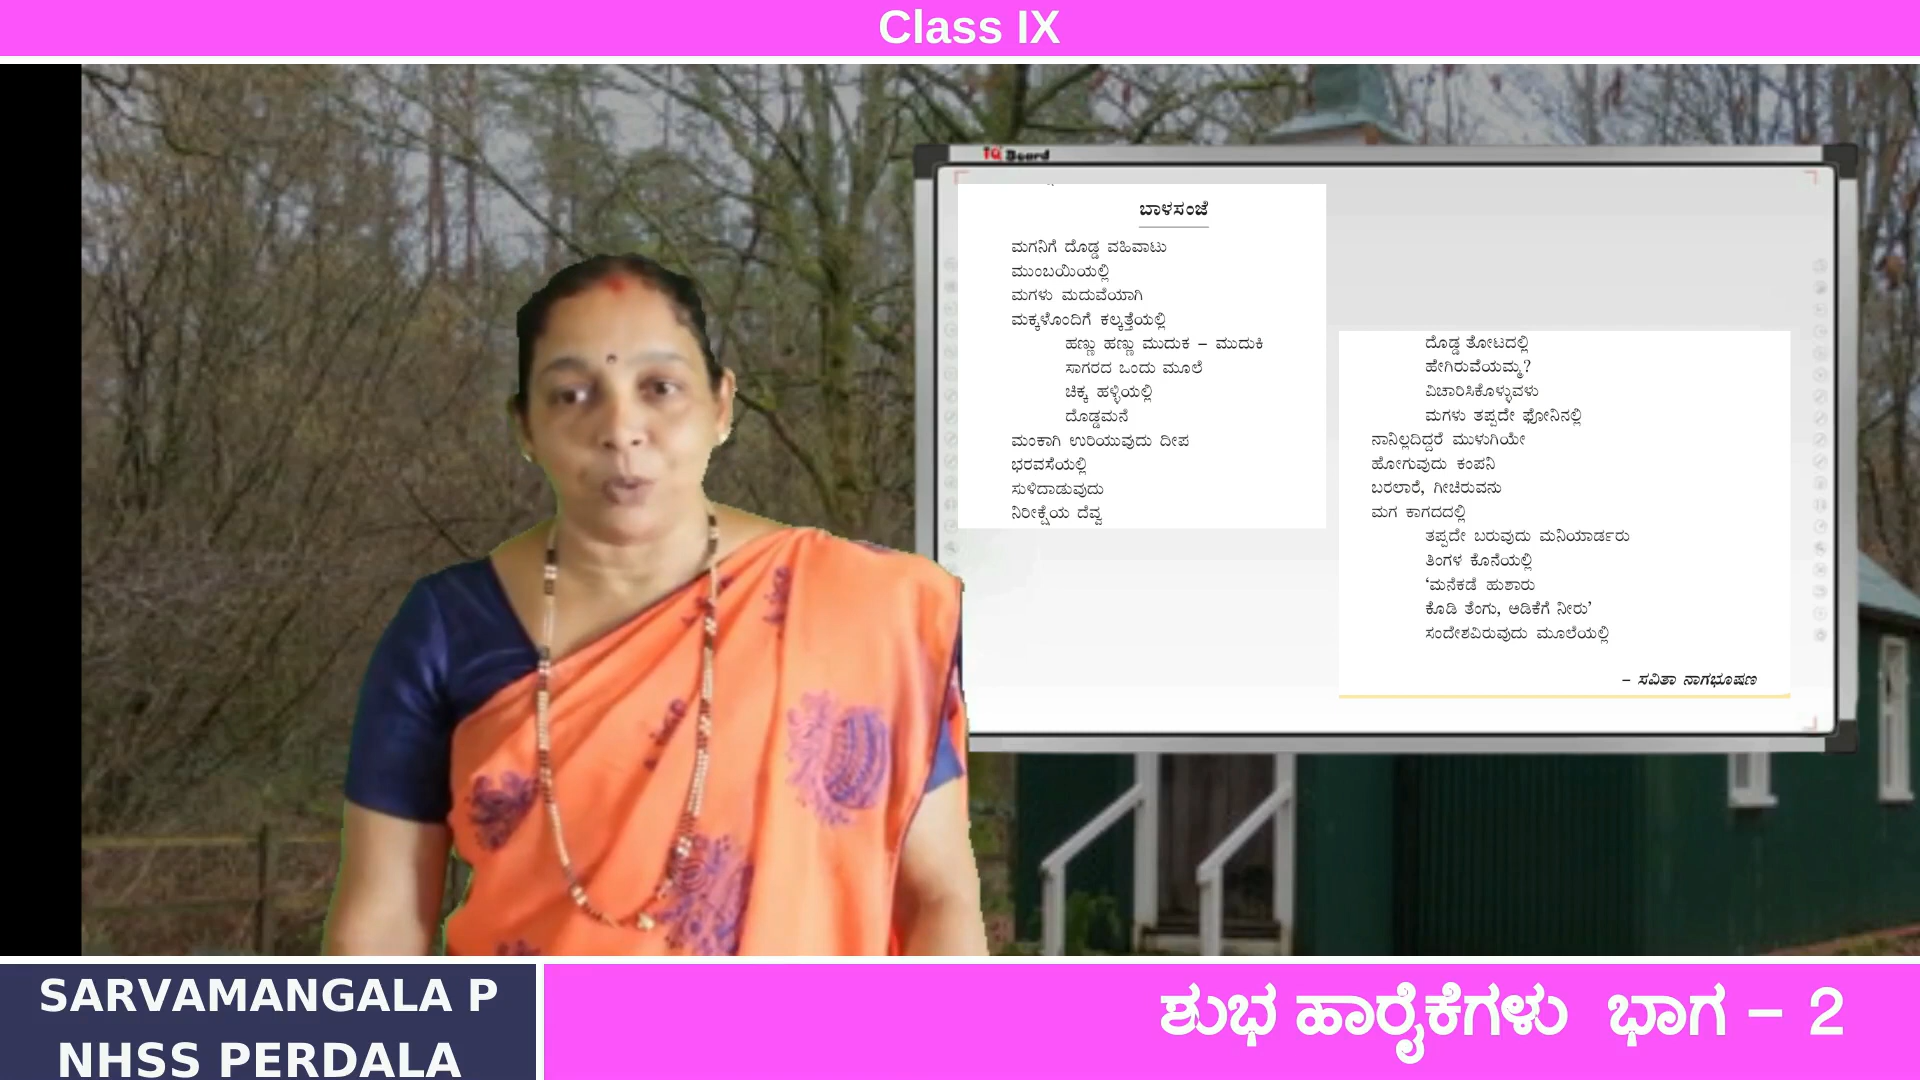 Class IX
IQ Board
ಬಾಳಸಂಜೆ
ಮಗನಿಗೆ ದೊಡ್ಡ ವಹಿವಾಟು
ಮುಂಬಯಿಯಲ್ಲಿ
ಮಗಳು ಮದುವೆಯಾಗಿ
ಮಕ್ಕಳೊಂದಿಗೆ ಕಲ್ಕತ್ತೆಯಲ್ಲಿ
ಹಣ್ಣು ಹಣ್ಣು ಮುದುಕ – ಮುದುಕಿ
ಸಾಗರದ ಒಂದು ಮೂಲೆ
ಚಿಕ್ಕ ಹಳ್ಳಿಯಲ್ಲಿ
ದೊಡ್ಡಮನೆ
ಮಂಕಾಗಿ ಉರಿಯುವುದು ದೀಪ
ಭರವಸೆಯಲ್ಲಿ
ಸುಳಿದಾಡುವುದು
ನಿರೀಕ್ಷೆಯ ದೆವ್ವ
ದೊಡ್ಡ ತೋಟದಲ್ಲಿ
ಹೇಗಿರುವೆಯಮ್ಮ?
ವಿಚಾರಿಸಿಕೊಳ್ಳುವಳು
ಮಗಳು ತಪ್ಪದೇ ಫೋನಿನಲ್ಲಿ
ನಾನಿಲ್ಲದಿದ್ದರೆ ಮುಳುಗಿಯೇ
ಹೋಗುವುದು ಕಂಪನಿ
ಬರಲಾರೆ, ಗೀಚಿರುವನು
ಮಗ ಕಾಗದದಲ್ಲಿ
ತಪ್ಪದೇ ಬರುವುದು ಮನಿಯಾರ್ಡರು
ತಿಂಗಳ ಕೊನೆಯಲ್ಲಿ
‘ಮನೆಕಡೆ ಹುಶಾರು
ಕೊಡಿ ತೆಂಗು, ಅಡಿಕೆಗೆ ನೀರು’
ಸಂದೇಶವಿರುವುದು ಮೂಲೆಯಲ್ಲಿ
– ಸವಿತಾ ನಾಗಭೂಷಣ
SARVAMANGALA P
NHSS PERDALA
ಶುಭ ಹಾರೈಕೆಗಳು ಭಾಗ – 2